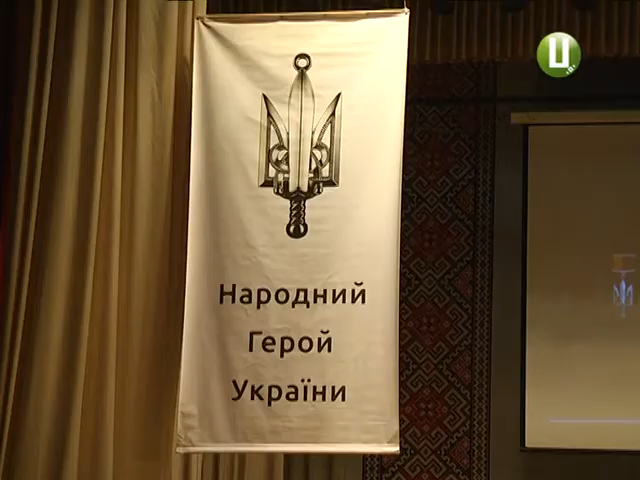 Ц
Народний
Герой
України